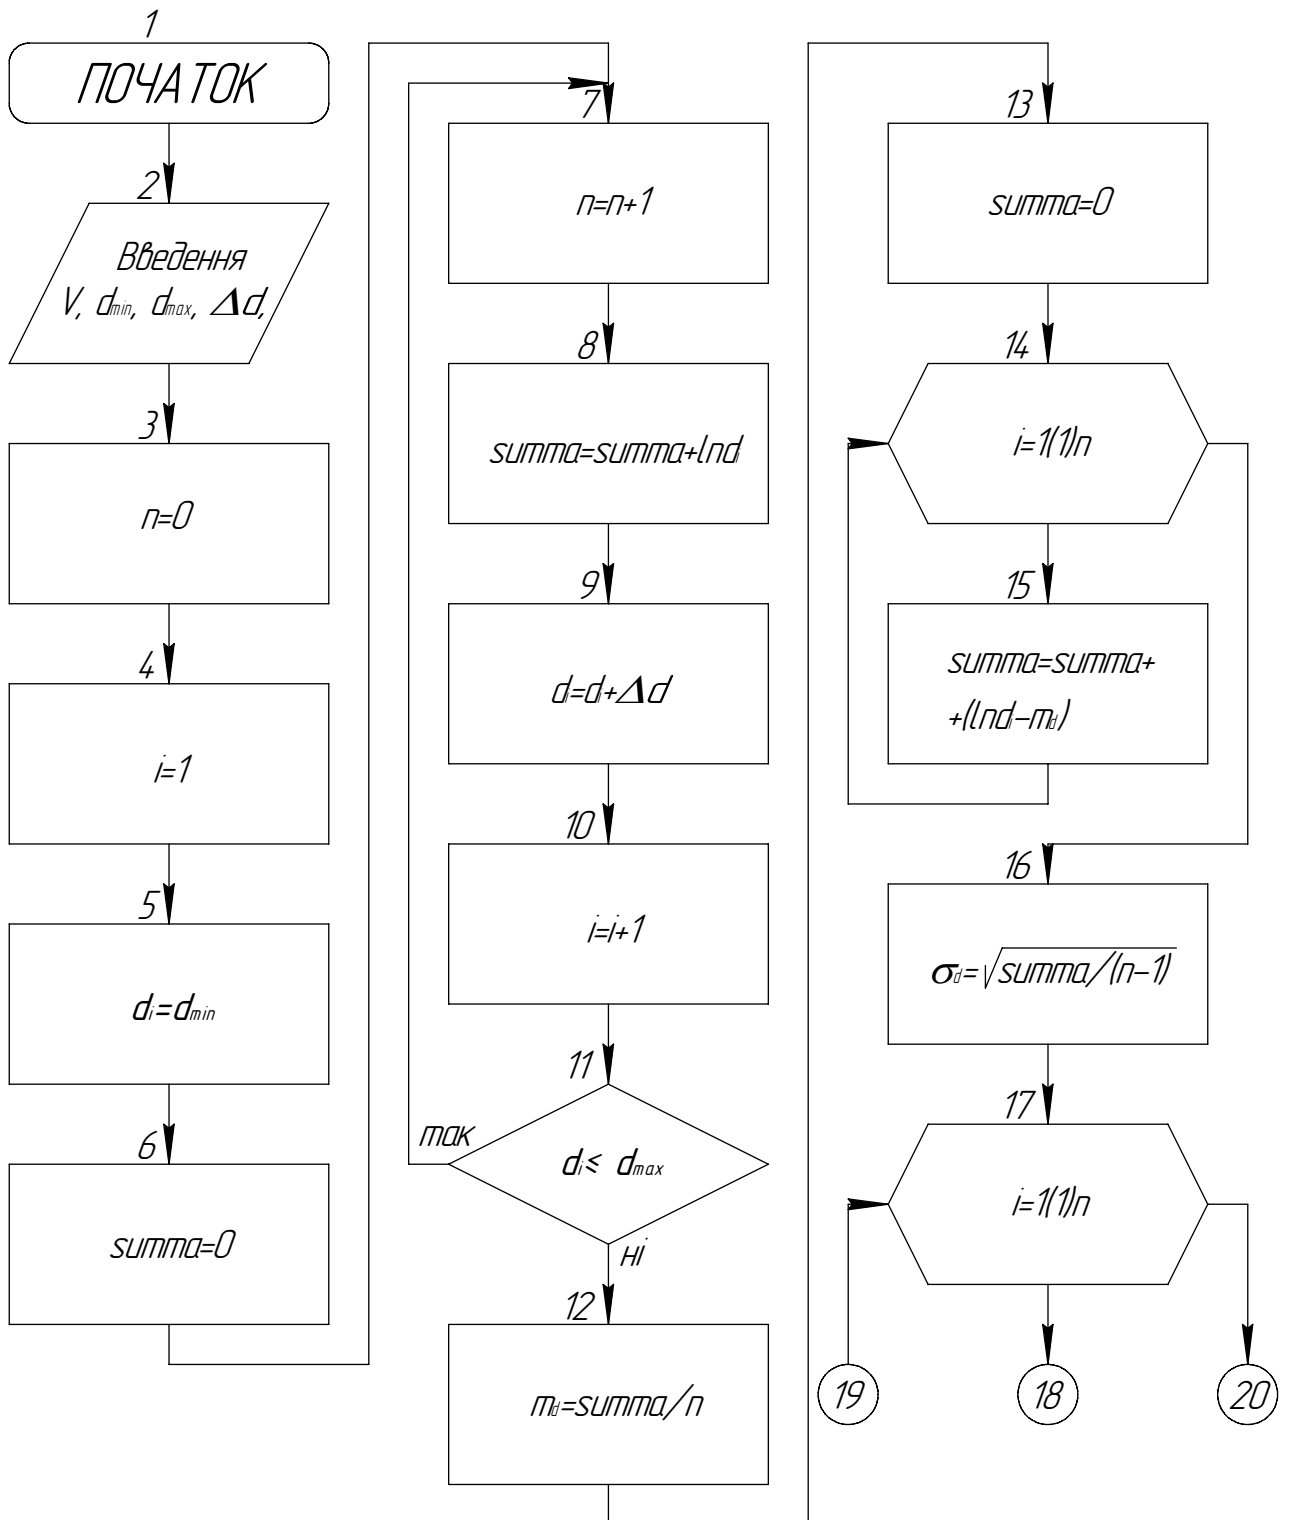 1
ПОЧАТОК
2
Введення
V, dmin, dmax, Δd,
3
n=0
4
i=1
5
di=dmin
6
summa=0
7
n=n+1
8
summa=summa+lndi
9
di=di+Δd
10
i=i+1
11
так
di≤ dmax
ні
12
md=summa/n
13
summa=0
14
i=1(1)n
15
summa=summa+
+(lndi-md)
16
σd=√summa/(n-1)
17
i=1(1)n
19
18
20